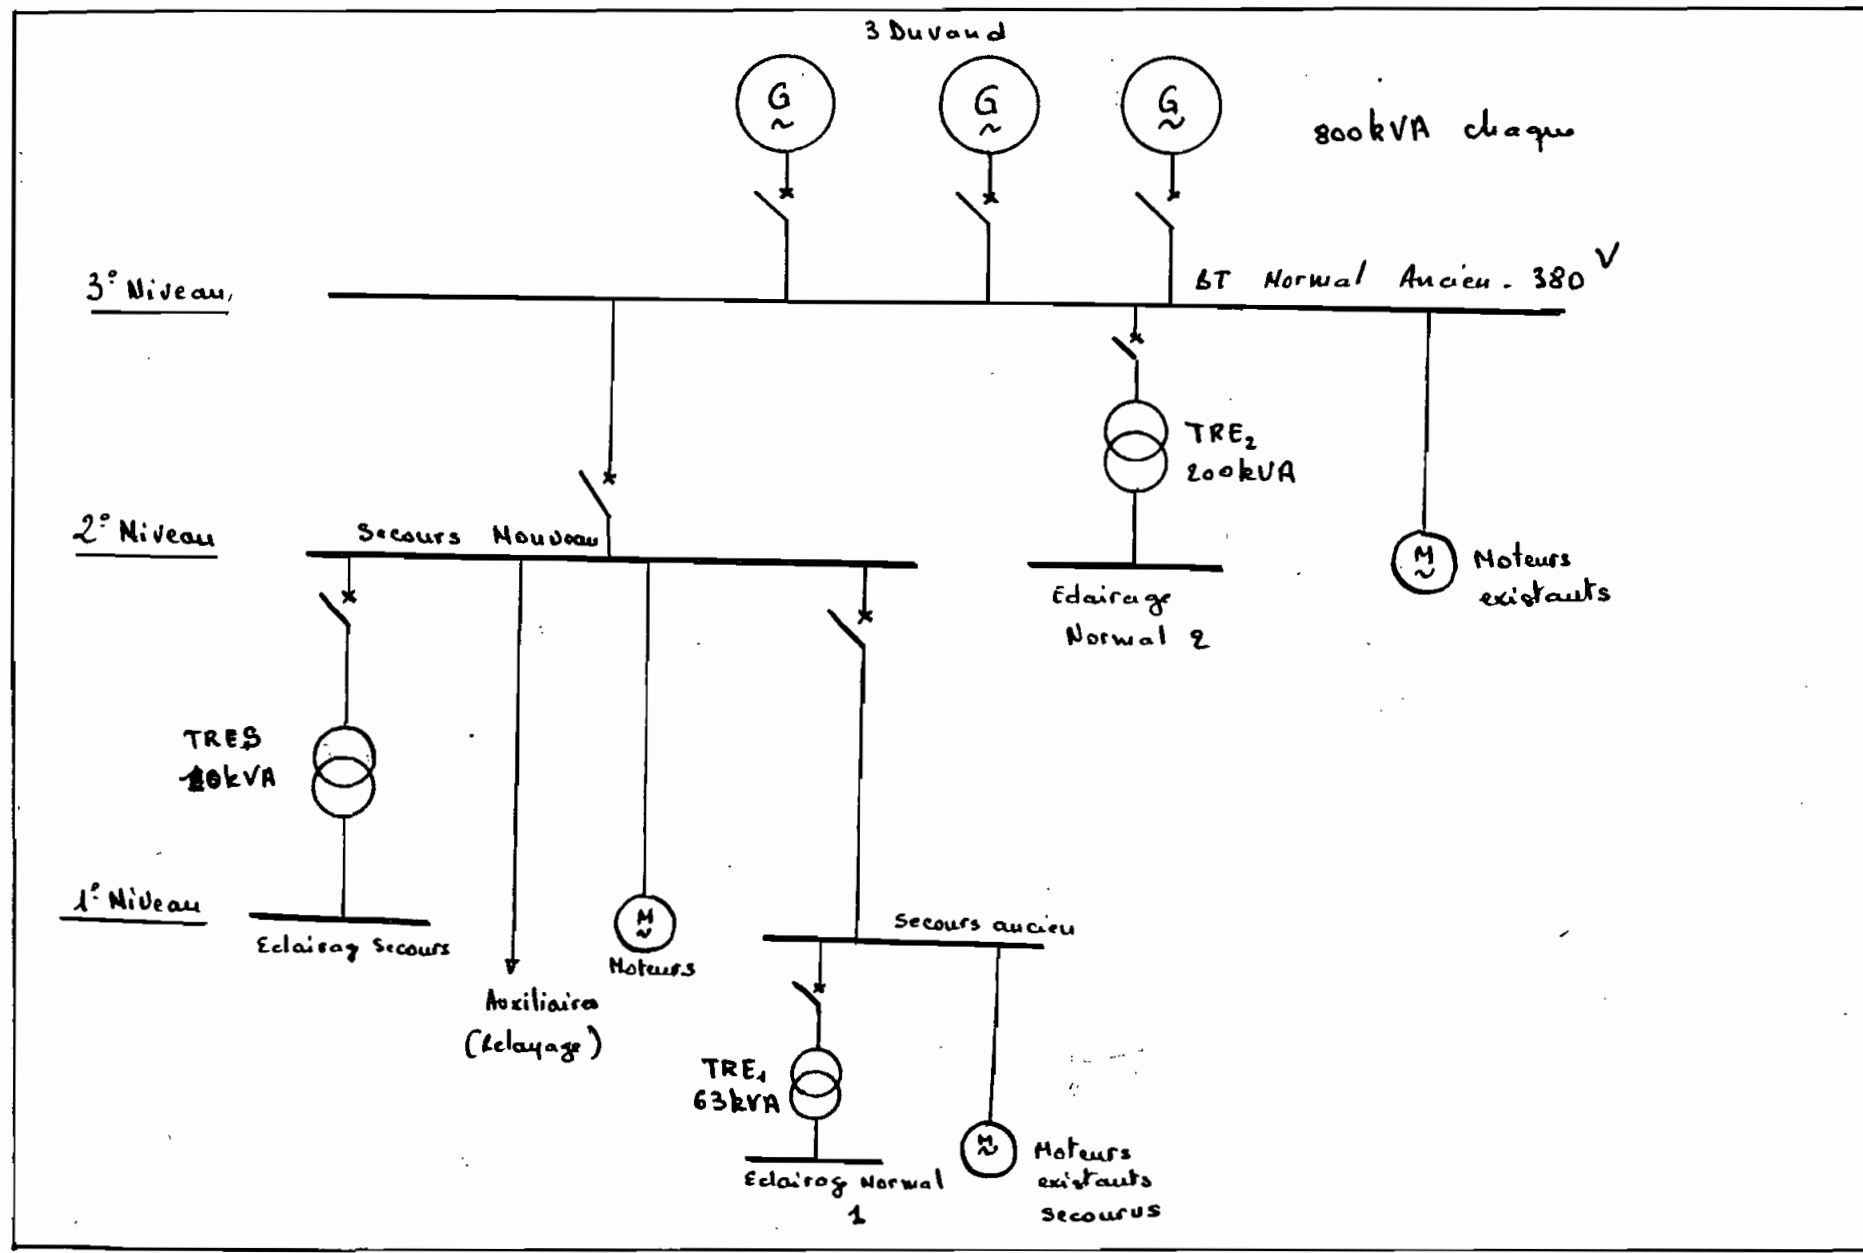 3 Duvand
G
~
G
~
G
~
800kVA chaque
3° Niveau
BT Normal Ancien - 380 V
TRE2
200kVA
2° Niveau
Secours Nouveau
M
~
Moteurs
existants
Eclairage
Normal 2
TRES
kVA
1° Niveau
Eclairag Secours
M
~
Moteurs
Secours ancien
Auxiliaires
(Relayage)
TRE1
63kVA
M
~
Moteurs
existants
secourus
Eclairag Normal
1